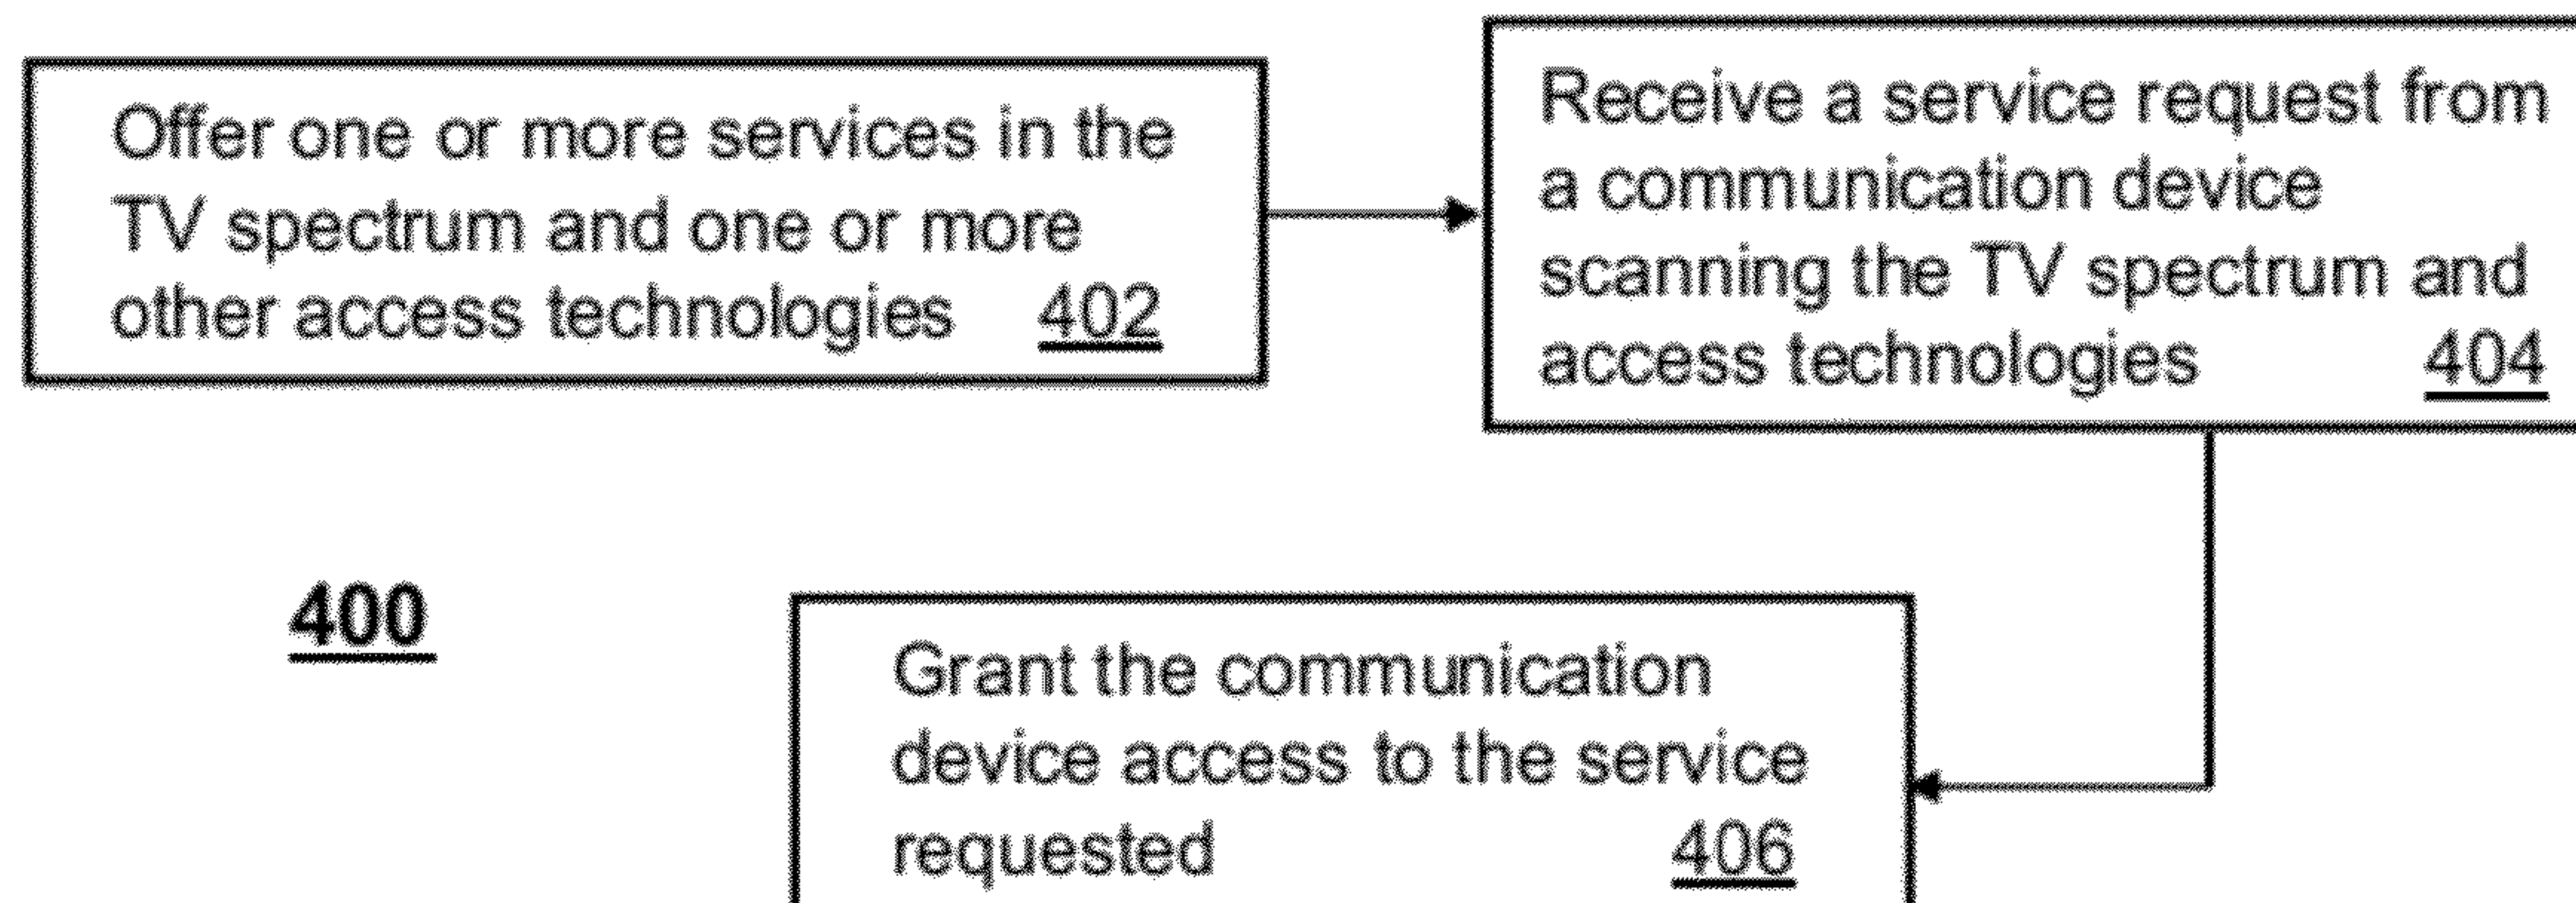 Offer one or more services in the
TV spectrum and one or more
other access technologies 402
Receive a service request from
a communication device
scanning the TV spectrum and
access technologies 404
400
Grant the communication
device access to the service
requested 406